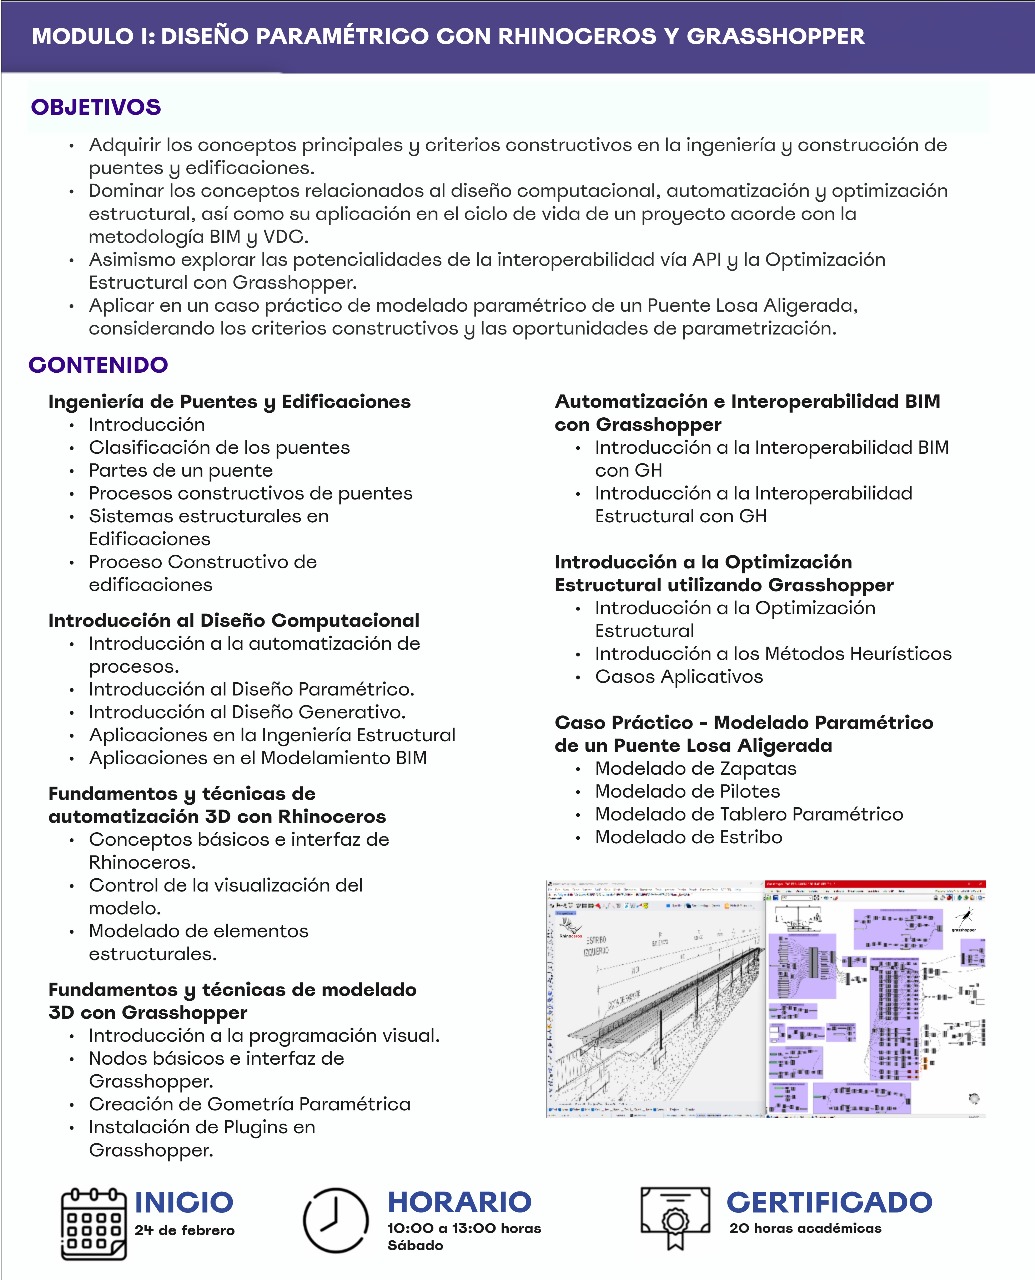 MODULO I: DISEÑO PARAMÉTRICO CON RHINOCEROS Y GRASSHOPPER
OBJETIVOS
• Adquirir los conceptos principales y criterios constructivos en la ingeniería y construcción de
puentes y edificaciones.
• Dominar los conceptos relacionados al diseño computacional, automatización y optimización
estructural, así como su aplicación en el ciclo de vida de un proyecto acorde con la
metodología BIM y VDC.
• Asimismo explorar las potencialidades de la interoperabilidad vía API y la Optimización
Estructural con Grasshopper.
• Aplicar en un caso práctico de modelado paramétrico de un Puente Losa Aligerada,
considerando los criterios constructivos y las oportunidades de parametrización.
CONTENIDO
Ingeniería de Puentes y Edificaciones
• Introducción
• Clasificación de los puentes
• Partes de un puente
• Procesos constructivos de puentes
• Sistemas estructurales en
Edificaciones
• Proceso Constructivo de
edificaciones
Introducción al Diseño Computacional
• Introducción a la automatización de
procesos.
• Introducción al Diseño Paramétrico.
• Introducción al Diseño Generativo.
• Aplicaciones en la Ingeniería Estructural
• Aplicaciones en el Modelamiento BIM
Fundamentos y técnicas de
automatización 3D con Rhinoceros
• Conceptos básicos e interfaz de
Rhinoceros.
• Control de la visualización del
modelo.
• Modelado de elementos
estructurales.
Fundamentos y técnicas de modelado
3D con Grasshopper
• Introducción a la programación visual.
• Nodos básicos e interfaz de
Grasshopper.
• Creación de Gometría Paramétrica
• Instalación de Plugins en
Grasshopper.
Automatización e Interoperabilidad BIM
con Grasshopper
• Introducción a la Interoperabilidad BIM
con GH
• Introducción a la Interoperabilidad
Estructural con GH
Introducción a la Optimización
Estructural utilizando Grasshopper
• Introducción a la Optimización
Estructural
• Introducción a los Métodos Heurísticos
• Casos Aplicativos
Caso Práctico - Modelado Paramétrico
de un Puente Losa Aligerada
• Modelado de Zapatas
• Modelado de Pilotes
• Modelado de Tablero Paramétrico
• Modelado de Estribo
Rhinoceros
ESTRIBO
IZQUIERDO
grasshopper
INICIO
24 de febrero
HORARIO
10:00 a 13:00 horas
Sábado
CERTIFICADO
20 horas académicas